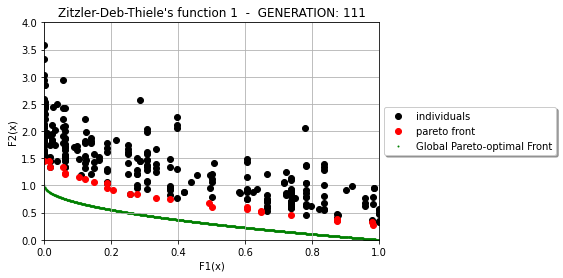 Zitzler-Deb-Thiele's function 1 - GENERATION: 111
4.0
3.5
3.0
2.5
2.0
1.5
1.0
0.5
0.0
F2(x)
0.0 0.2 0.4 0.6 0.8 1.0
F1(x)
individuals
pareto front
Global Pareto-optimal Front